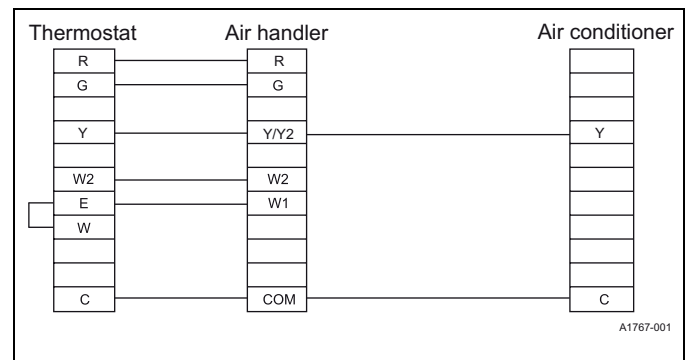 Thermostat Air handler Air conditioner
R R
G G
Y Y/Y2 Y
W2 W2
E W1
W
C COM C
A1767-001